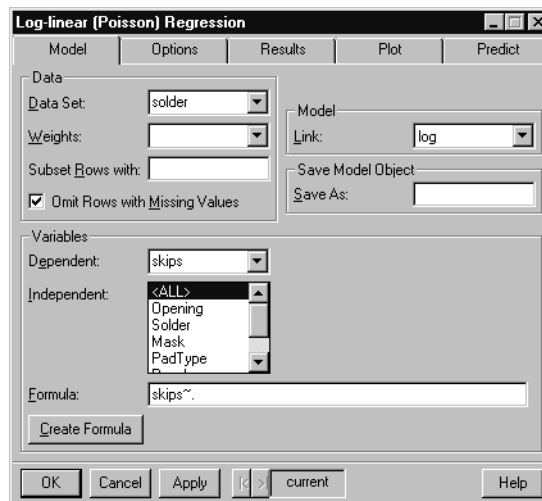 Log-linear (Poisson) Regression
Model Options Results Plot Predict
Data
Data Set: solder
Weights:
Subset Rows with:
Omit Rows with Missing Values
Model
Link: log
Save Model Object
Save As:
Variables
Dependent: skips
Independent: <ALL>
Opening
Solder
Mask
PadType
Formula: skips~.
Create Formula
OK Cancel Apply current Help